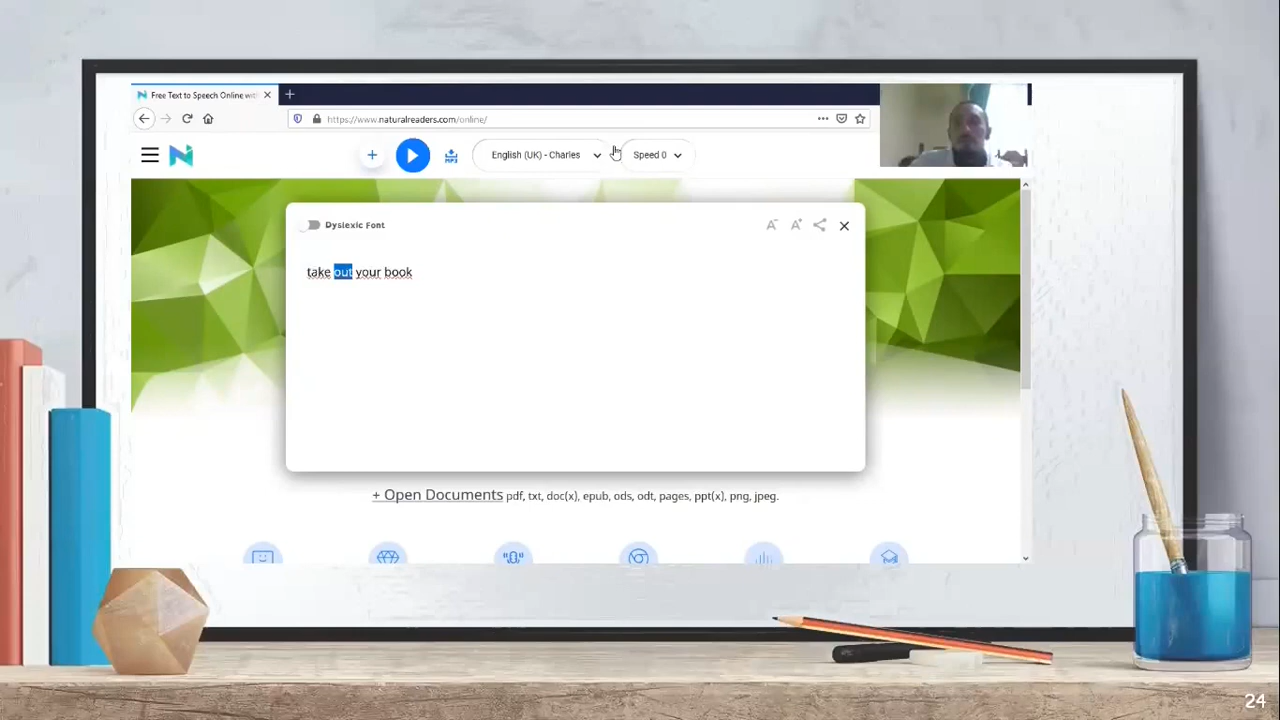 Free Text to Speech Online wit
https://www.naturalreaders.com/online/
MP3
English (UK) - Charles
Speed 0
Dyslexic Font
A- A+
take out your book
+ Open Documents pdf, txt, doc(x), epub, ods, odt, pages, ppt(x), png, jpeg.
24